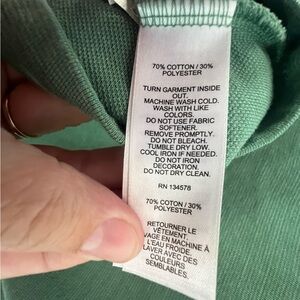 70% COTTON / 30%
POLYESTER
TURN GARMENT INSIDE
OUT.
MACHINE WASH COLD.
WASH WITH LIKE
COLORS.
DO NOT USE FABRIC
SOFTENER.
REMOVE PROMPTLY.
DO NOT BLEACH.
TUMBLE DRY LOW.
COOL IRON IF NEEDED.
DO NOT IRON
DECORATION.
DO NOT DRY CLEAN.
RN 134578
70% COTON / 30%
POLYESTER
RETOURNER LE
VÊTEMENT.
VAGE EN MACHINE À
L'EAU FROIDE.
LAVER AVEC DES
COULEURS
SEMBLABLES.